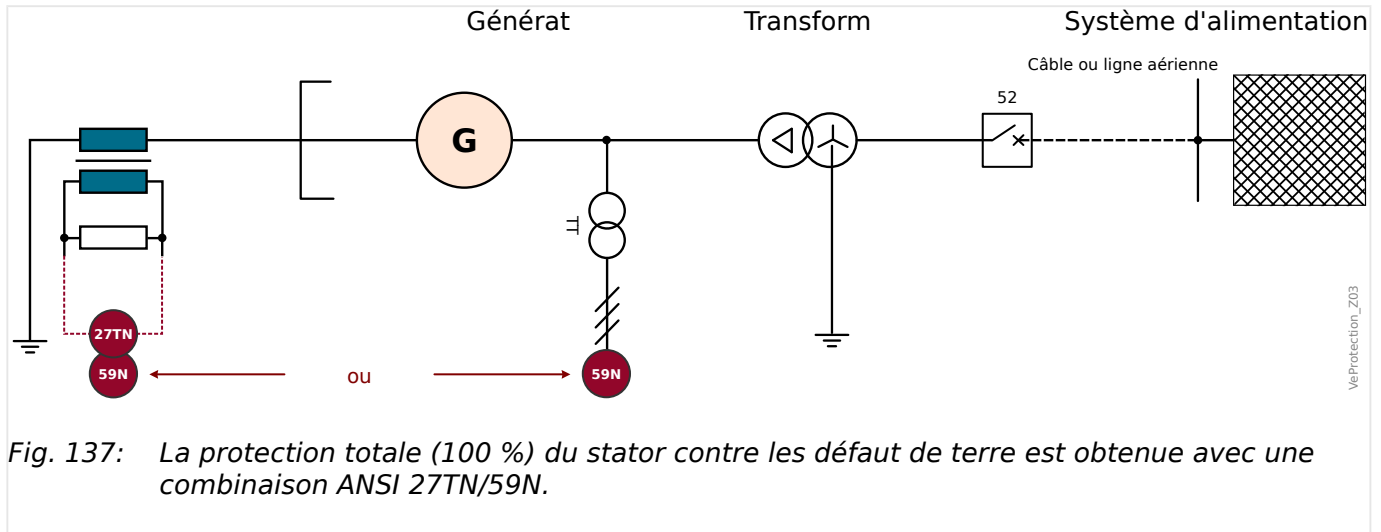 Générat
Transform
Système d'alimentation
Câble ou ligne aérienne
52
G
TT
27TN
59N
ou
59N
VeProtection_Z03
Fig. 137: La protection totale (100 %) du stator contre les défaut de terre est obtenue avec une
combinaison ANSI 27TN/59N.